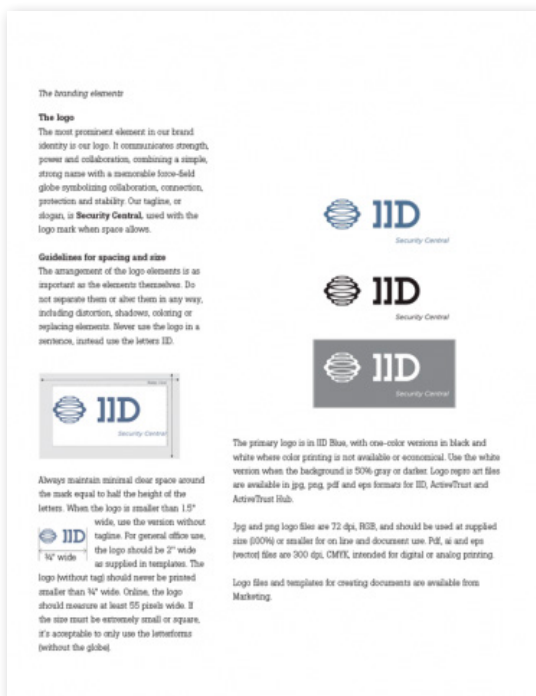 The branding elements
The logo
The most prominent element in our brand
identity is our logo. It communicates strength,
power and collaboration, combining a simple,
strong name with a memorable force-field
globe symbolizing collaboration, connection,
protection and stability. Our tagline, or
slogan, is Security Central, used with the
logo mark when space allows.
Guidelines for spacing and size
The arrangement of the logo elements is as
important as the elements themselves. Do
not separate them or alter them in any way,
including distortion, shadows, coloring or
replacing elements. Never use the logo in a
sentence, instead use the letters IID.
IID
Security Central
Always maintain minimal clear space around
the mark equal to half the height of the
letters. When the logo is smaller than 1.5"
wide, use the version without
tagline. For general office use,
the logo should be 2" wide
as supplied in templates. The
IID
¾" wide
logo (without tag) should never be printed
smaller than ¾" wide. Online, the logo
should measure at least 55 pixels wide. If
the size must be extremely small or square,
it's acceptable to only use the letterforms
(without the globe).
IID
Security Central
IID
Security Central
IID
Security Central
The primary logo is in IID Blue, with one-color versions in black and
white where color printing is not available or economical. Use the white
version when the background is 50% gray or darker. Logo repro art files
are available in jpg, png, pdf and eps formats for IID, ActiveTrust and
ActiveTrust Hub.
Jpg and png logo files are 72 dpi, RGB, and should be used at supplied
size (100%) or smaller for on line and document use. Pdf, ai and eps
(vector) files are 300 dpi, CMYK, intended for digital or analog printing.
Logo files and templates for creating documents are available from
Marketing.